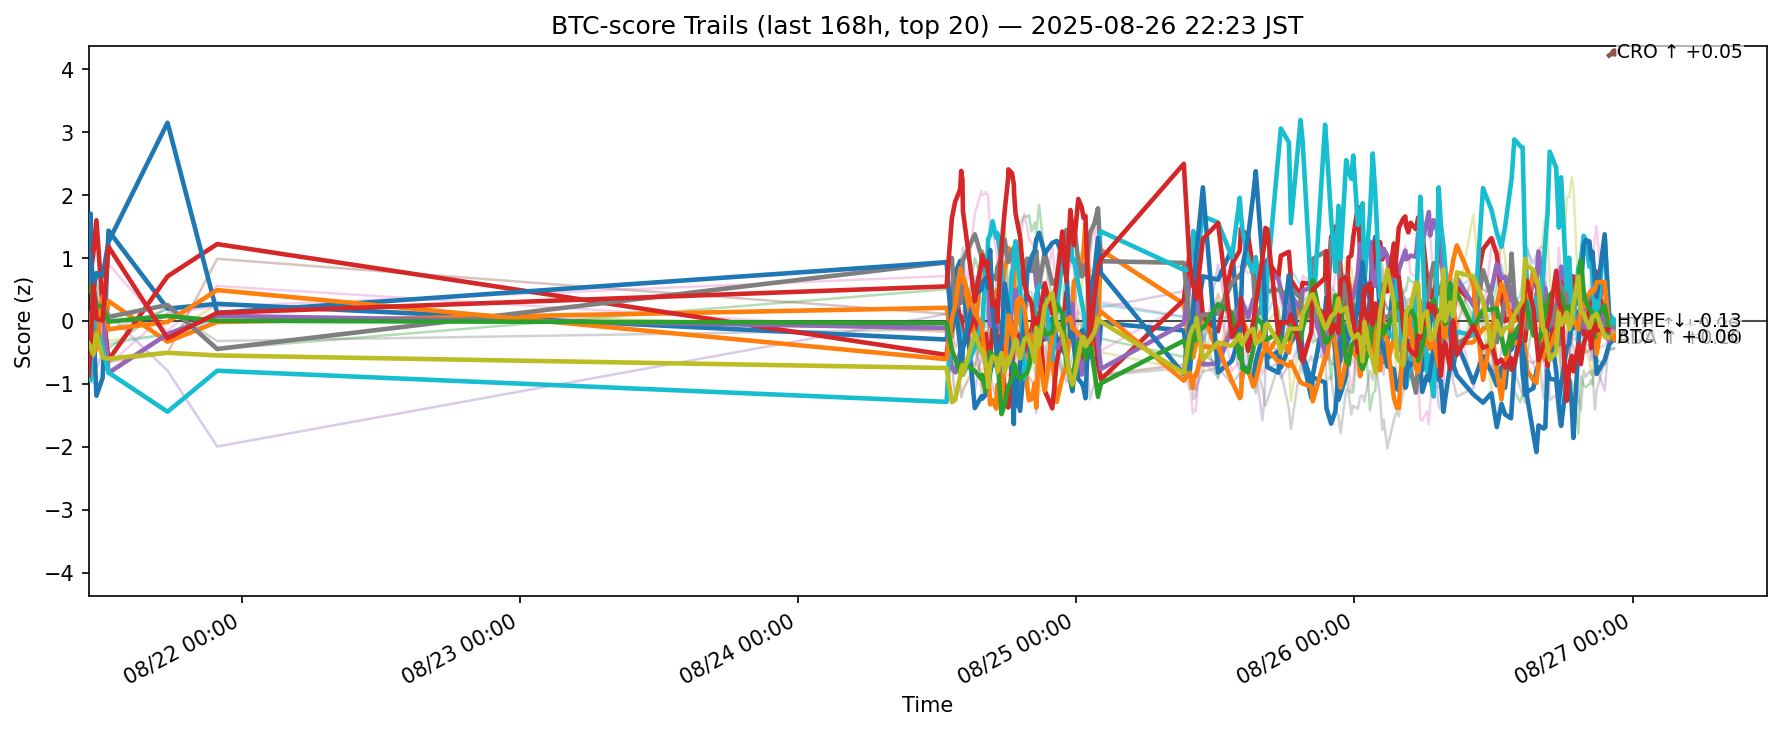 BTC-score Trails (last 168h, top 20) — 2025-08-26 22:23 JST
CRO ↑ +0.05
4
3
2
1
0
−1
−2
−3
−4
Score (z)
HYPE ↓ -0.13
BTC ↑ +0.06
08/22 00:00
08/23 00:00
08/24 00:00
08/25 00:00
08/26 00:00
08/27 00:00
Time